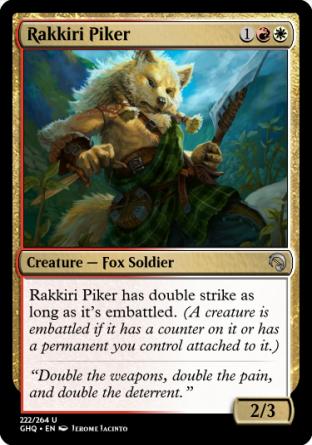 Rakkiri Piker
1
Creature — Fox Soldier
Rakkiri Piker has double strike as
long as it's embattled. (A creature is
embattled if it has a counter on it or has
a permanent you control attached to it.)
“Double the weapons, double the pain,
and double the deterrent.”
2/3
222/264 U
GHQ • EN Jerome Jacinto